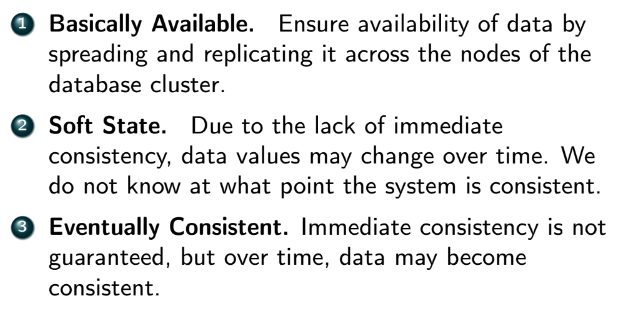 1 Basically Available. Ensure availability of data by
spreading and replicating it across the nodes of the
database cluster.
2 Soft State. Due to the lack of immediate
consistency, data values may change over time. We
do not know at what point the system is consistent.
3 Eventually Consistent. Immediate consistency is not
guaranteed, but over time, data may become
consistent.